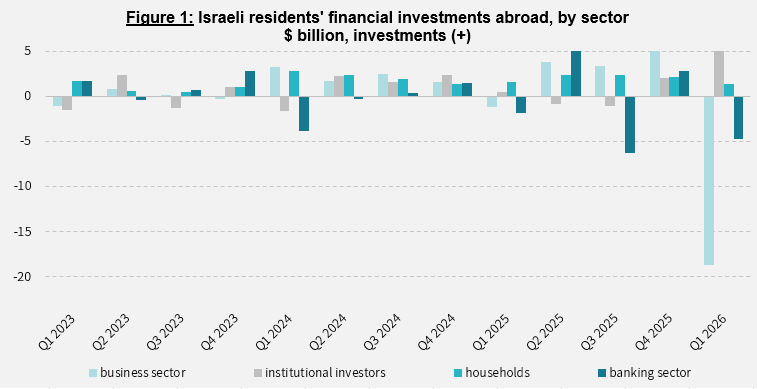 Figure 1: Israeli residents' financial investments abroad, by sector
$ billion, investments (+)
5
0
-5
-10
-15
-20
Q1 2023
Q2 2023
Q3 2023
Q4 2023
Q1 2024
Q2 2024
Q3 2024
Q4 2024
Q1 2025
Q2 2025
Q3 2025
Q4 2025
Q1 2026
business sector
institutional investors
households
banking sector